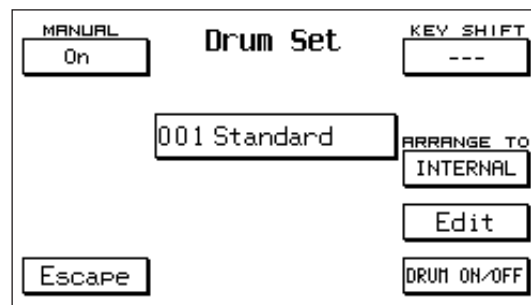 MANUAL
On
Drum Set
KEY SHIFT
---
001 Standard
ARRANGE TO
INTERNAL
Edit
Escape
DRUM ON/OFF